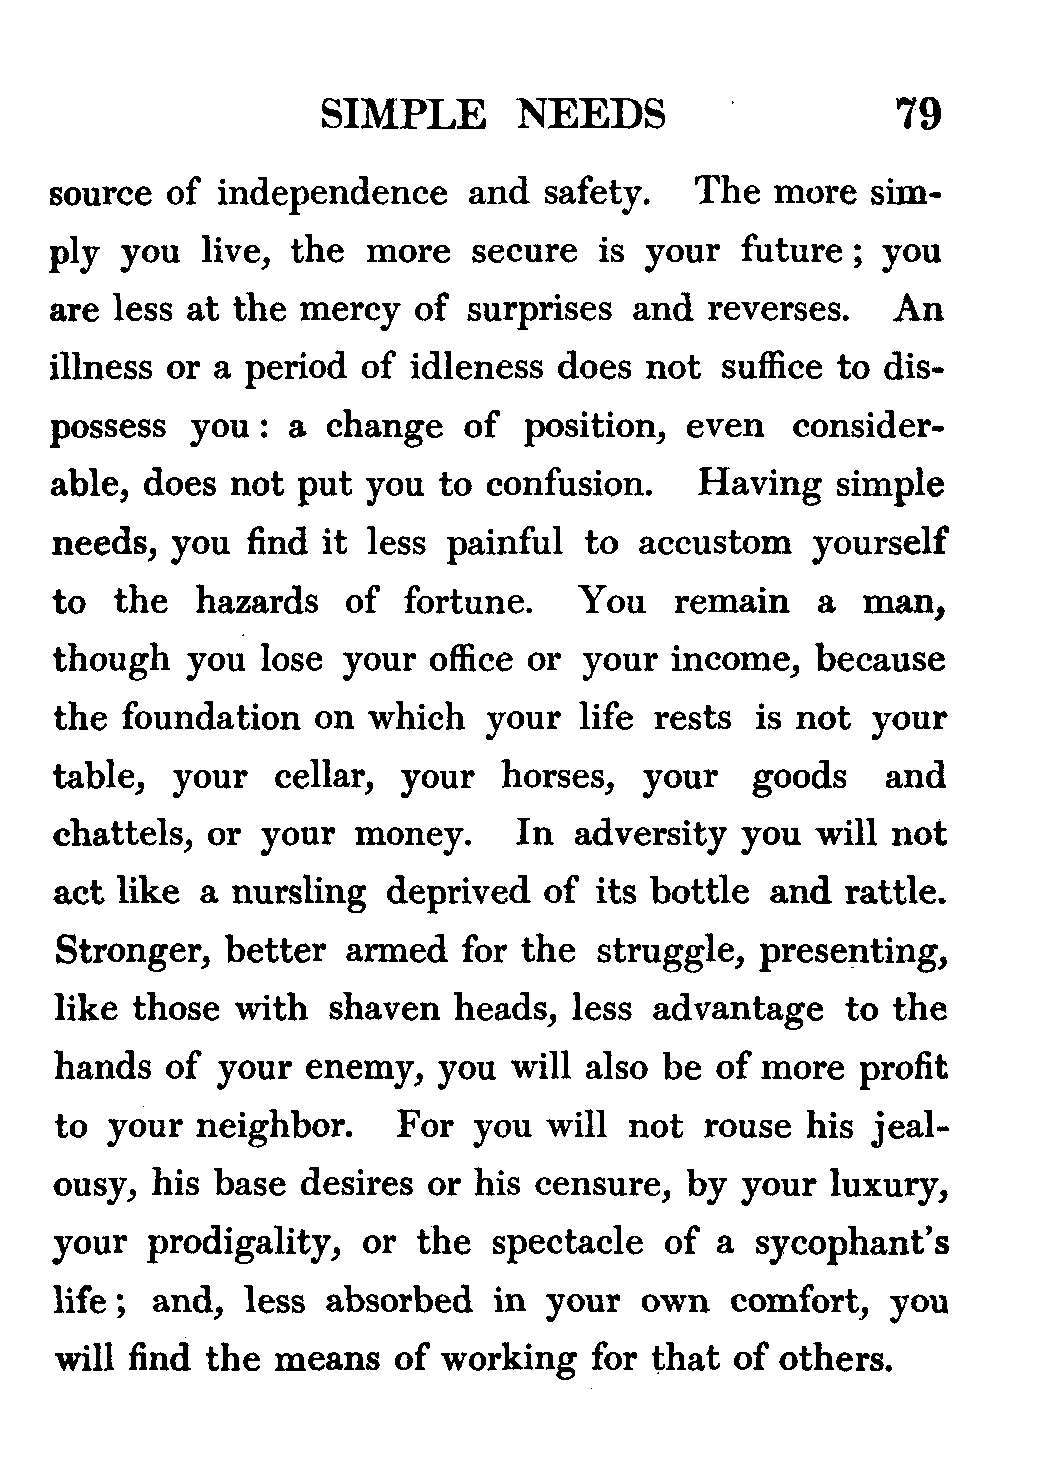 SIMPLE NEEDS 79
source of independence and safety. The more sim-
ply you live, the more secure is your future ; you
are less at the mercy of surprises and reverses. An
illness or a period of idleness does not suffice to dis-
possess you : a change of position, even consider-
able, does not put you to confusion. Having simple
needs, you find it less painful to accustom yourself
to the hazards of fortune. You remain a man,
though you lose your office or your income, because
the foundation on which your life rests is not your
table, your cellar, your horses, your goods and
chattels, or your money. In adversity you will not
act like a nursling deprived of its bottle and rattle.
Stronger, better armed for the struggle, presenting,
like those with shaven heads, less advantage to the
hands of your enemy, you will also be of more profit
to your neighbor. For you will not rouse his jeal-
ousy, his base desires or his censure, by your luxury,
your prodigality, or the spectacle of a sycophant's
life ; and, less absorbed in your own comfort, you
will find the means of working for that of others.